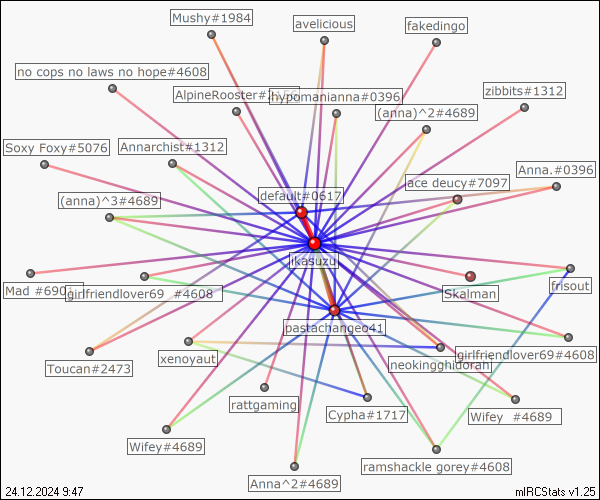 Mushy#1984
avelicious
fakedingo
no cops no laws no hope#4608
zibbits#1312
AlpineRooster#2
hypomanianna#0396
(anna)^2#4689
Soxy Foxy#5076
Annarchist#1312
Anna.#0396
ace deucy#7097
default#0617
(anna)^3#4689
ikasuzu
Mad #690
girlfriendlover69 #4608
Skalman
frisout
pastachangeo41
xenoyaut
neokingghidorah
girlfriendlover69#4608
Toucan#2473
rattgaming
Cypha#1717
Wifey #4689
Wifey#4689
Anna^2#4689
ramshackle gorey#4608
24.12.2024 9:47
mIRCStats v1.25